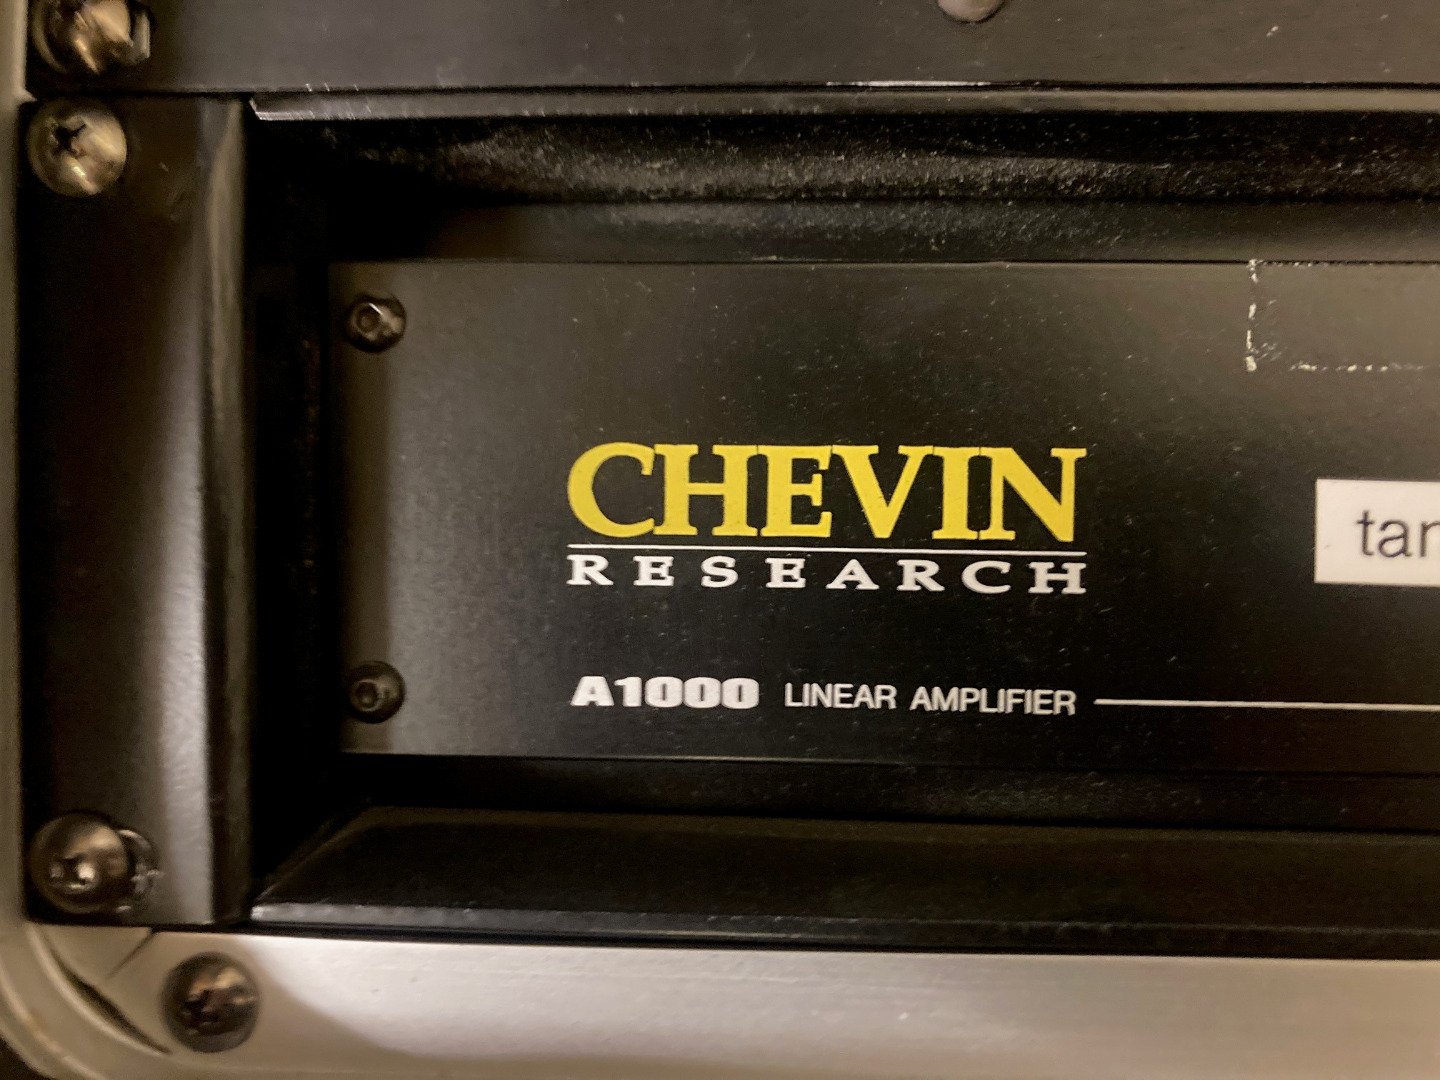 CHEVIN
RESEARCH
A1000 LINEAR AMPLIFIER